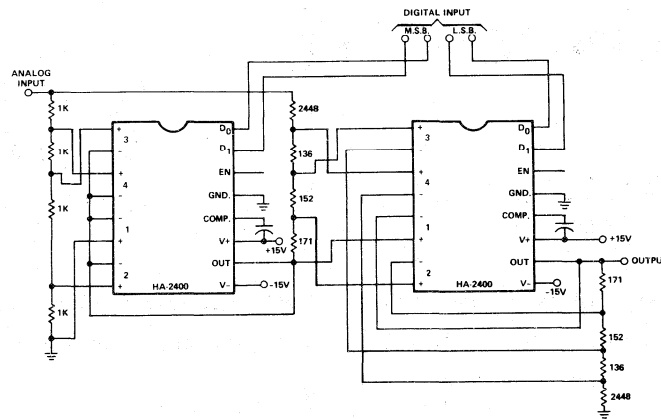 DIGITAL INPUT
M.S.B. L.S.B.
ANALOG
INPUT
1K
1K
1K
1K
+
3
-
+
4
-
-
1
+
-
2
+
D0
D1
EN
GND.
COMP.
V+
OUT
V-
HA-2400
+15V
-15V
2448
136
152
171
+
3
-
+
4
-
-
1
+
-
2
+
D0
D1
EN
GND.
COMP.
V+
OUT
V-
HA-2400
+15V
-15V
OUTPU
171
152
136
2448